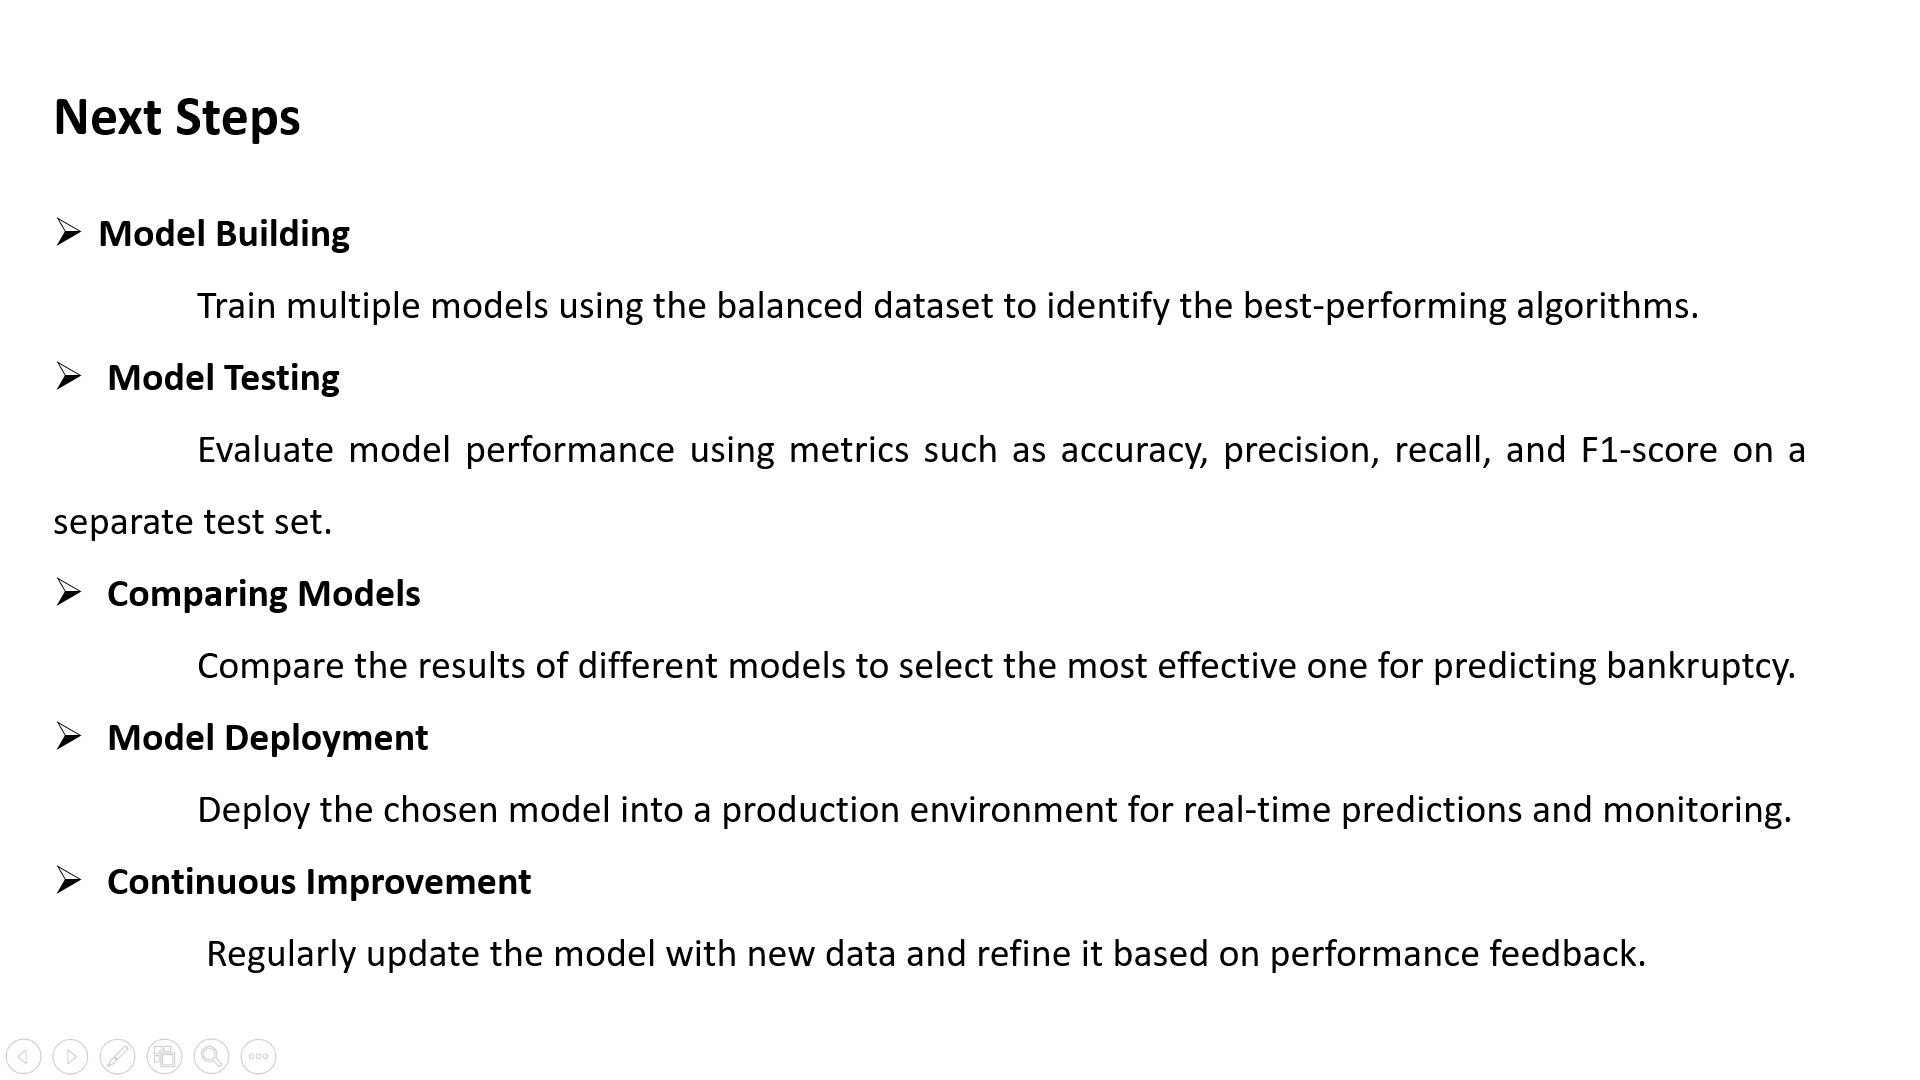 Next Steps
➢ Model Building
Train multiple models using the balanced dataset to identify the best-performing algorithms.
➢ Model Testing
Evaluate model performance using metrics such as accuracy, precision, recall, and F1-score on a
separate test set.
➢ Comparing Models
Compare the results of different models to select the most effective one for predicting bankruptcy.
➢ Model Deployment
Deploy the chosen model into a production environment for real-time predictions and monitoring.
➢ Continuous Improvement
Regularly update the model with new data and refine it based on performance feedback.